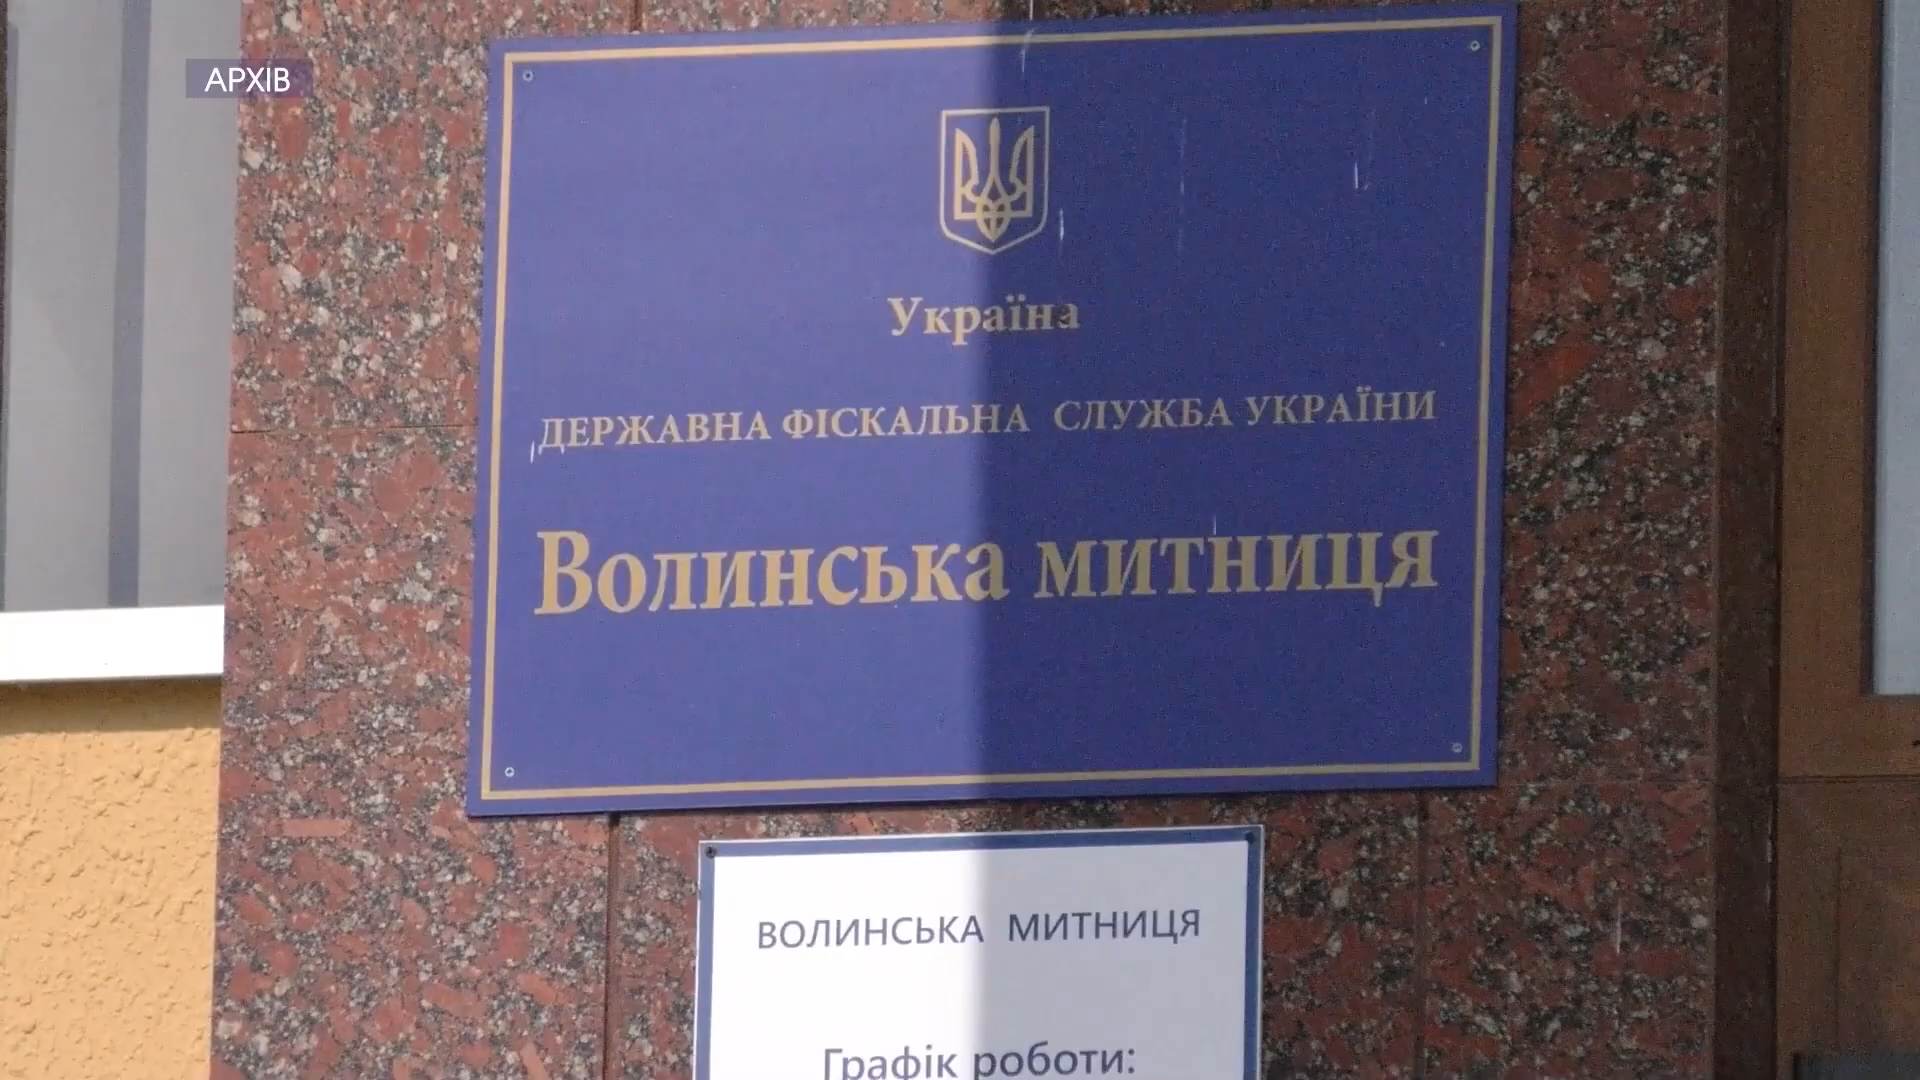 АРХІВ
Україна
ДЕРЖАВНА ФІСКАЛЬНА СЛУЖБА УКРАЇНИ
Волинська митниця
ВОЛИНСЬКА МИТНИЦЯ
Графік роботи: